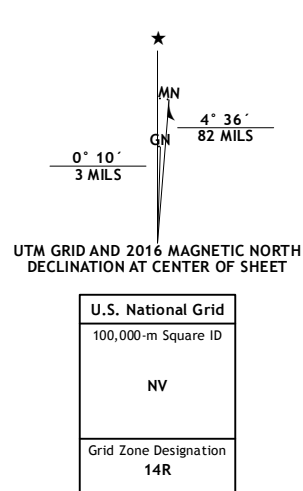 ★
MN
4° 36´
82 MILS
GN
0° 10´
3 MILS
UTM GRID AND 2016 MAGNETIC NORTH
DECLINATION AT CENTER OF SHEET
U.S. National Grid
100,000-m Square ID
NV
Grid Zone Designation
14R